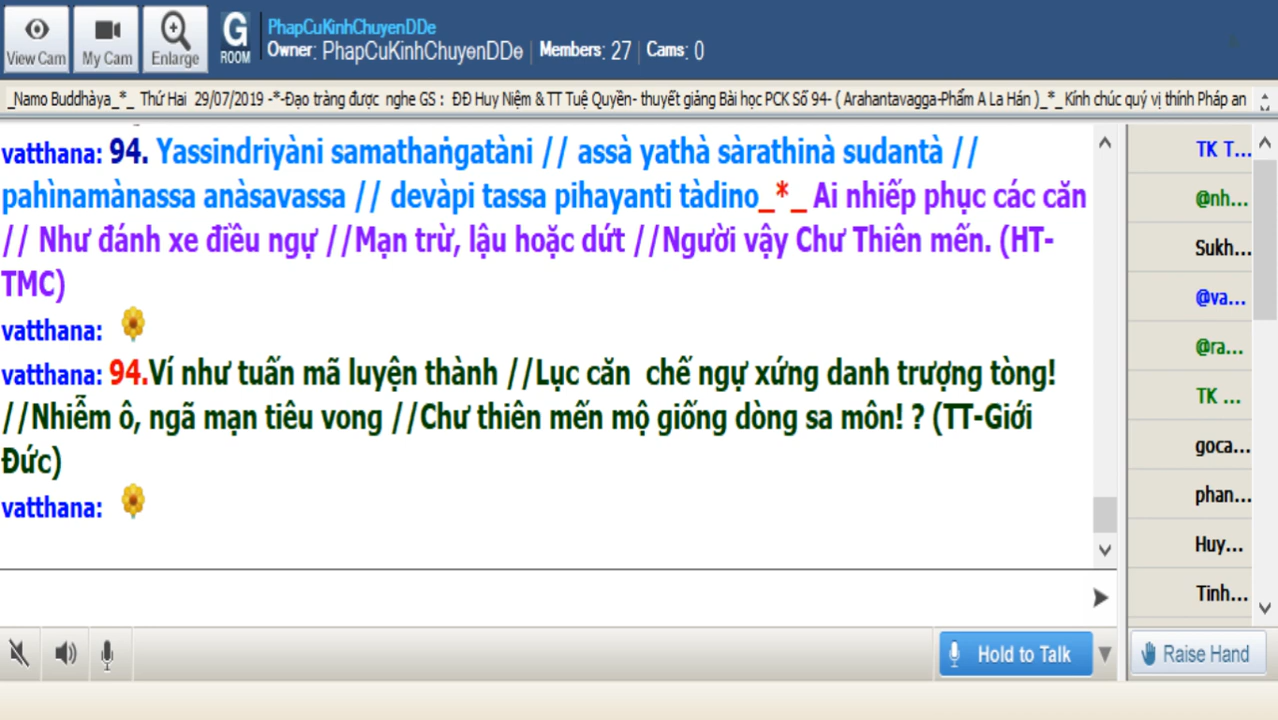 PhapCuKinhChuyenDDe
Owner: PhapCuKinhChuyenDDe | Members: 27 | Cams: 0
View Cam
My Cam
Enlarge
G
ROOM
_Namo Buddhàya_*_ Thứ Hai 29/07/2019 -*-Đạo tràng được nghe GS : ĐĐ Huy Niệm & TT Tuệ Quyền- thuyết giảng Bài học PCK Số 94- ( Arahantavagga-Phẩm A La Hán )_*_ Kính chúc quý vị thính Pháp an
vatthana: 94. Yassindriyàni samathaṅgatàni // assà yathà sàrathinà sudantà //
pahìnamànassa anàsavassa // devàpi tassa pihayanti tàdino_*_ Ai nhiếp phục các căn
// Như đánh xe điều ngự //Mạn trừ, lậu hoặc dứt //Người vậy Chư Thiên mến. (HT-
TMC)
vatthana:
vatthana: 94.Ví như tuấn mã luyện thành //Lục căn chế ngự xứng danh trượng tòng!
//Nhiễm ô, ngã mạn tiêu vong //Chư thiên mến mộ giống dòng sa môn! ? (TT-Giới
Đức)
vatthana:
TK T...
@nh...
Sukh...
@va...
@ra...
TK ...
goca...
phan...
Huy...
Tinh...
Hold to Talk
Raise Hand